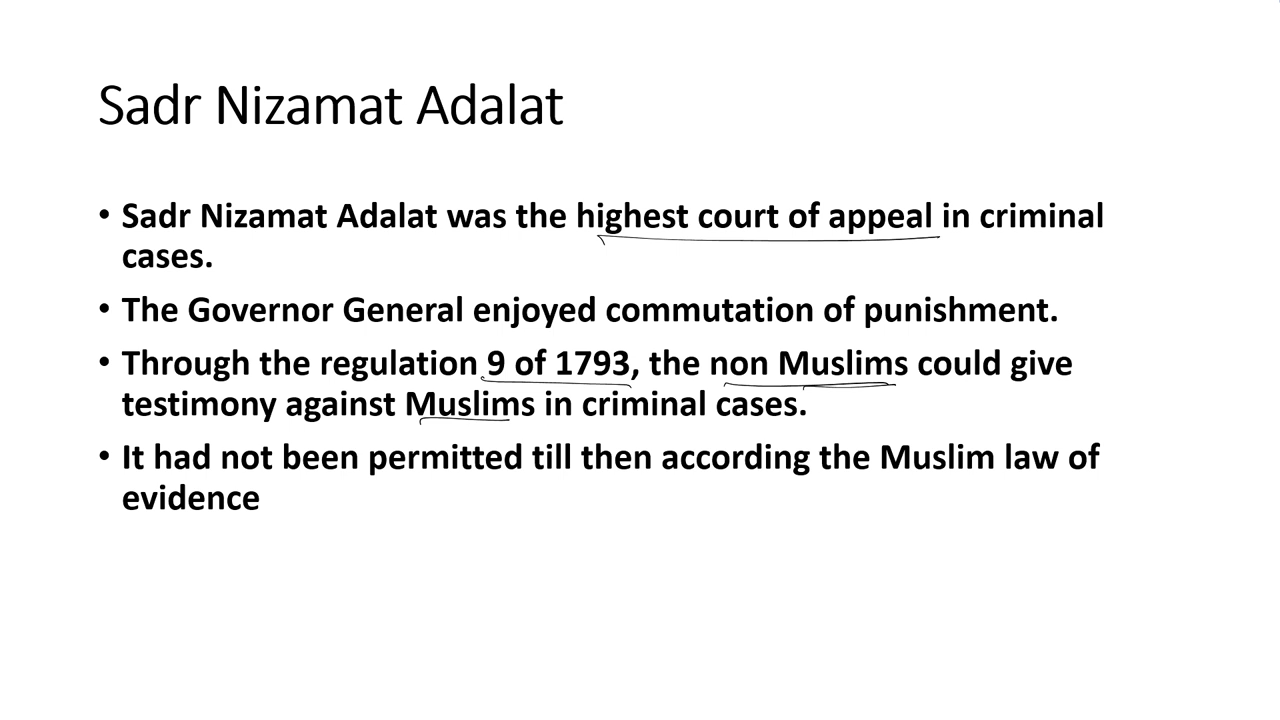 Sadr Nizamat Adalat
• Sadr Nizamat Adalat was the highest court of appeal in criminal
cases.
• The Governor General enjoyed commutation of punishment.
• Through the regulation 9 of 1793, the non Muslims could give
testimony against Muslims in criminal cases.
• It had not been permitted till then according the Muslim law of
evidence